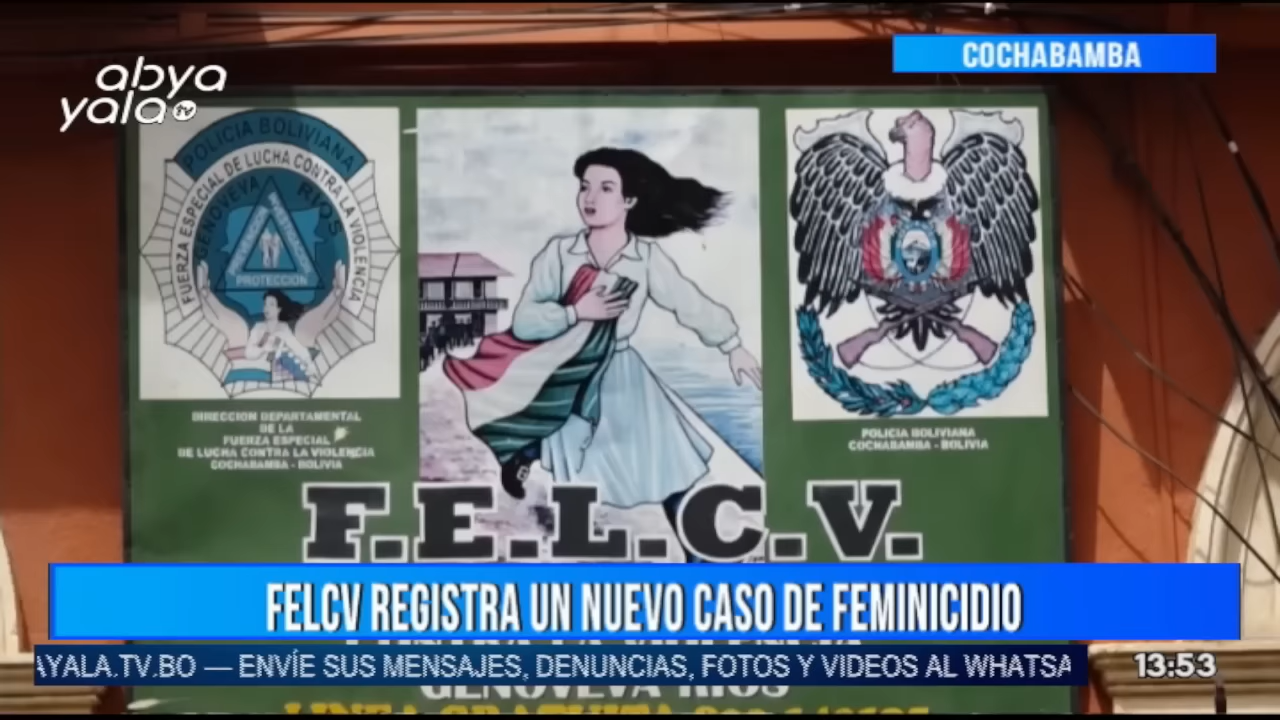 abya
yala tv
COCHABAMBA
POLICIA BOLIVIANA
FUERZA ESPECIAL DE LUCHA CONTRA LA VIOLENCIA
GENOVEVA RIOS
PROTECCION
DIRECCION DEPARTAMENTAL
DE LA
FUERZA ESPECIAL
DE LUCHA CONTRA LA VIOLENCIA
COCHABAMBA - BOLIVIA
POLICIA BOLIVIANA
COCHABAMBA - BOLIVIA
F.E.L.C.V.
FELCV REGISTRA UN NUEVO CASO DE FEMINICIDIO
AYALA.TV.BO — ENVÍE SUS MENSAJES, DENUNCIAS, FOTOS Y VIDEOS AL WHATSA
13:53
GENOVEVA RIOS
LINEA GRATUITA